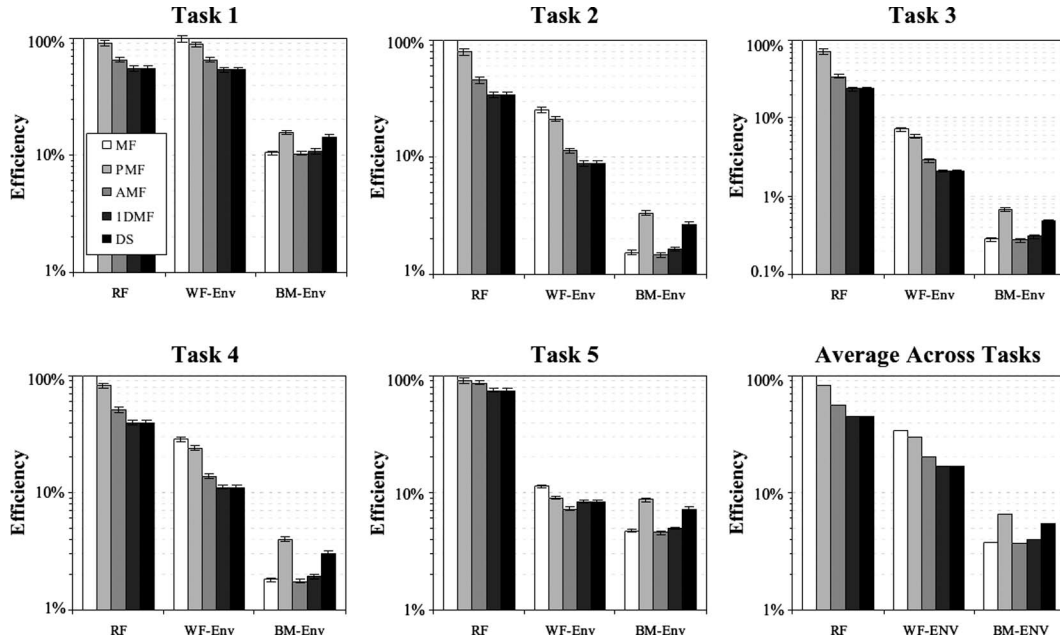 Task 1
Efficiency
100%
10%
1%
MF
PMF
AMF
1DMF
DS
RF
WF-Env
BM-Env
Task 2
Efficiency
100%
10%
1%
RF
WF-Env
BM-Env
Task 3
Efficiency
100%
10%
1%
0.1%
RF
WF-Env
BM-Env
Task 4
Efficiency
100%
10%
1%
RF
WF-Env
BM-Env
Task 5
Efficiency
100%
10%
1%
RF
WF-Env
BM-Env
Average Across Tasks
Efficiency
100%
10%
1%
RF
WF-ENV
BM-ENV